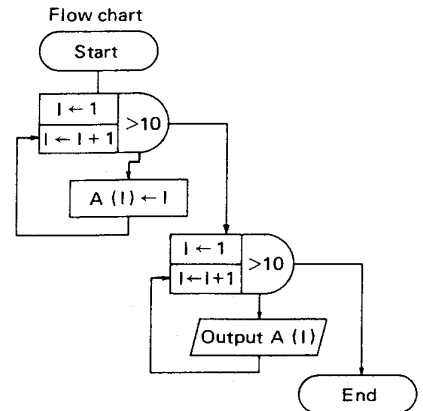 Flow chart
Start
I ← 1
I ← I + 1
>10
A (I) ← I
I ← 1
I←I+1
>10
Output A (I)
End